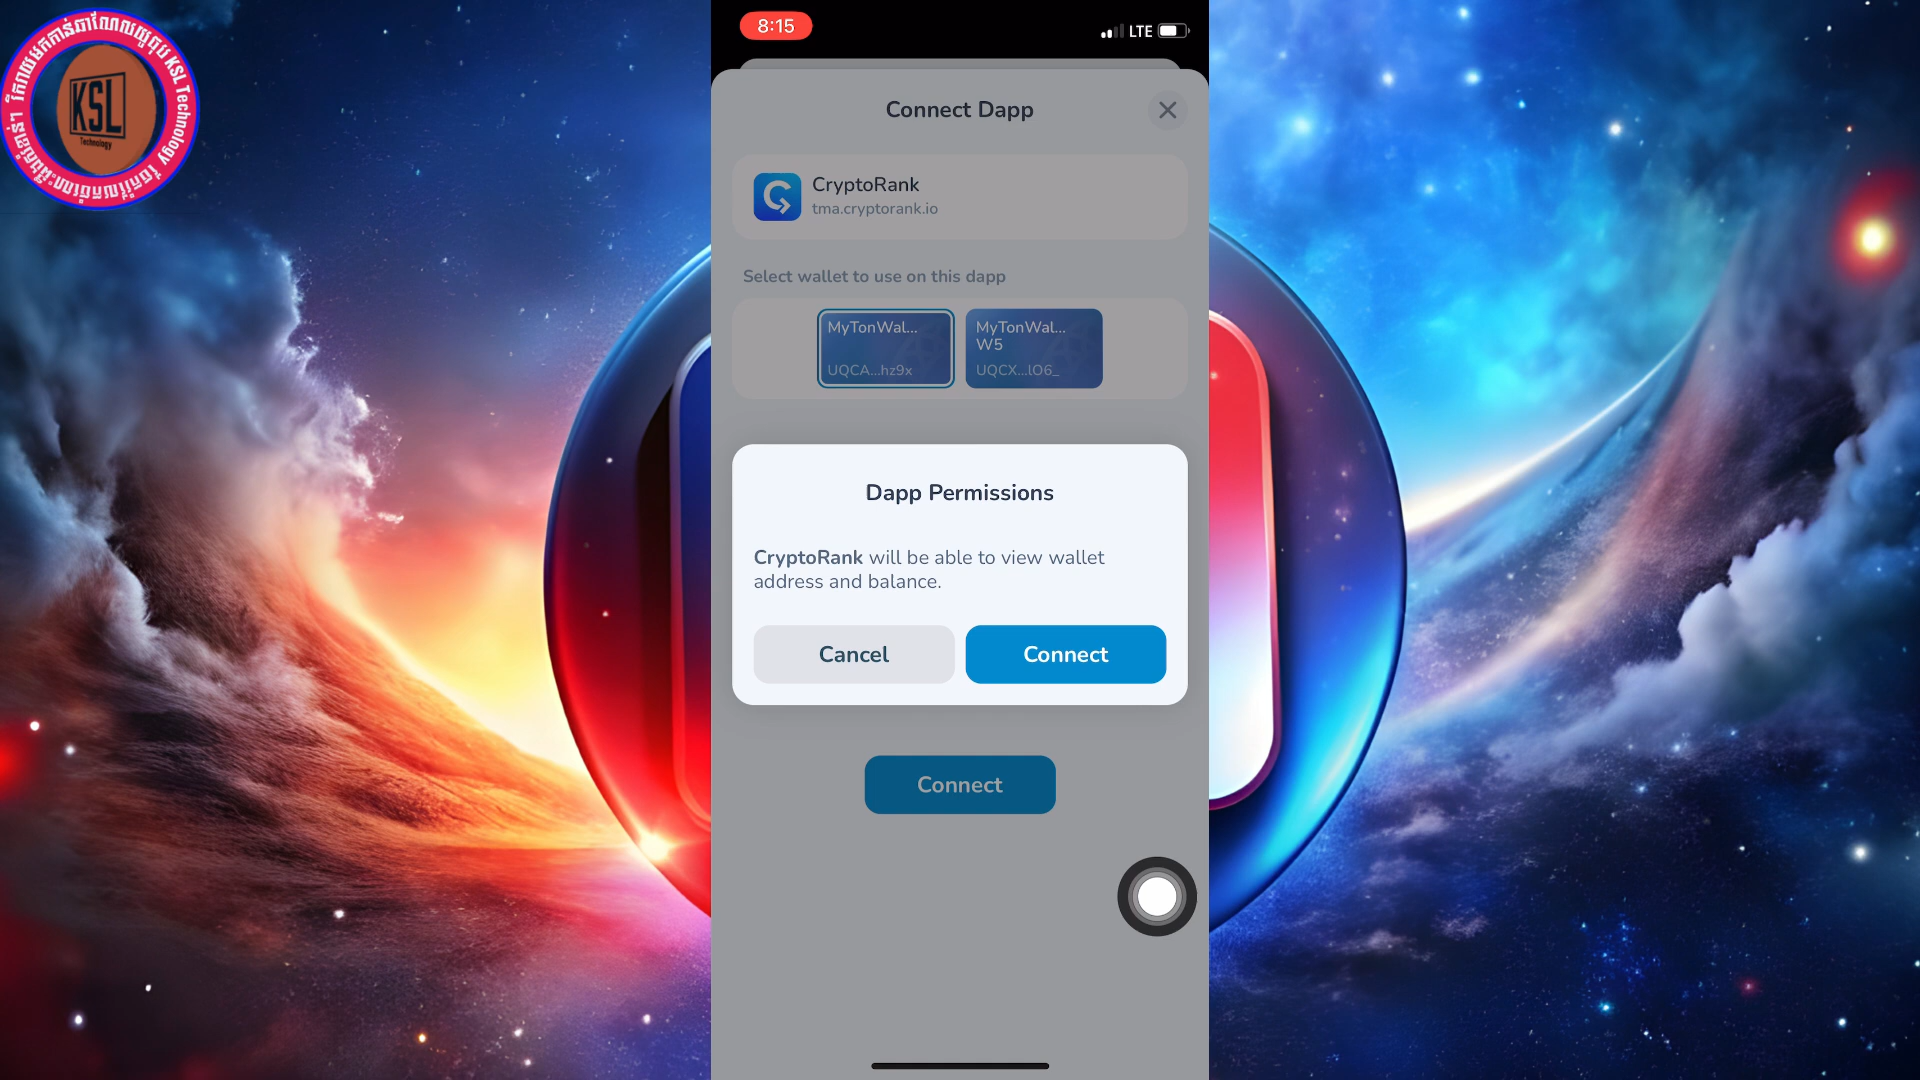 KSL
Technology
8:15
LTE
Connect Dapp
CryptoRank
tma.cryptorank.io
Select wallet to use on this dapp
MyTonWal...
UQCA...hz9x
MyTonWal...
W5
UQCX...lO6_
Dapp Permissions
CryptoRank will be able to view wallet
address and balance.
Cancel
Connect
Connect